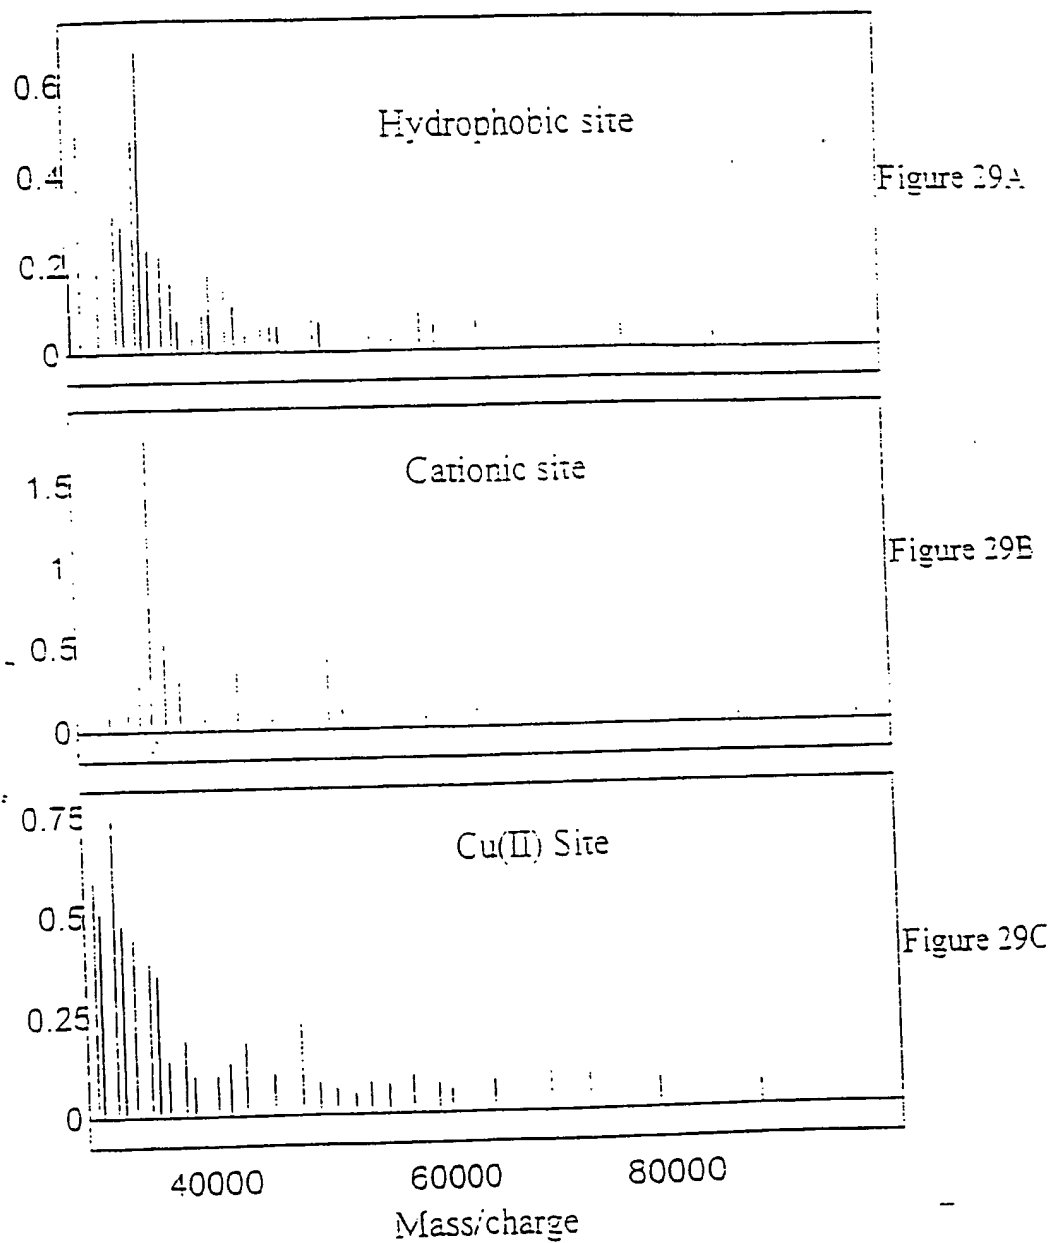 0.6
Hydrophobic site
0.4
Figure 29A
0.2
0
1.5
Cationic site
1
Figure 29B
0.5
0
0.75
Cu(II) Site
0.5
Figure 29C
0.25
0
40000 60000 80000
Mass/charge